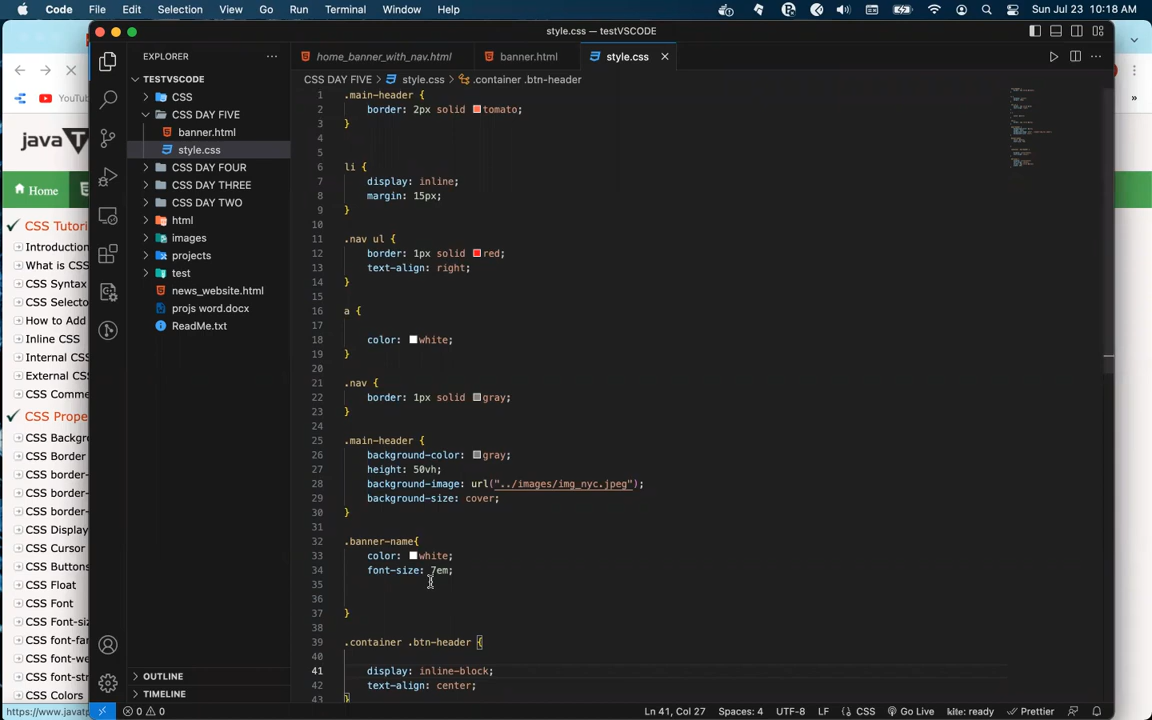 Code File Edit Selection View Go Run Terminal Window Help Sun Jul 23 10:18 AM
style.css — testVSCODE
EXPLORER
home_banner_with_nav.html banner.html style.css
TESTVSCODE
CSS DAY FIVE > style.css > .container .btn-header
CSS
CSS DAY FIVE
banner.html
style.css
CSS DAY FOUR
CSS DAY THREE
CSS DAY TWO
html
images
projects
test
news_website.html
projs word.docx
ReadMe.txt
OUTLINE
TIMELINE
1 .main-header {
2 border: 2px solid tomato;
3 }
4
5
6 li {
7 display: inline;
8 margin: 15px;
9 }
10
11 .nav ul {
12 border: 1px solid red;
13 text-align: right;
14 }
15
16 a {
17
18 color: white;
19 }
20
21 .nav {
22 border: 1px solid gray;
23 }
24
25 .main-header {
26 background-color: gray;
27 height: 50vh;
28 background-image: url("../images/img_nyc.jpeg");
29 background-size: cover;
30 }
31
32 .banner-name{
33 color: white;
34 font-size: 7em;
35
36
37 }
38
39 .container .btn-header {
40
41 display: inline-block;
42 text-align: center;
43 }
0 0 Ln 41, Col 27 Spaces: 4 UTF-8 LF {} CSS Go Live kite: ready Prettier
YouTub
javaT
Home
CSS Tutori
Introduction
What is CSS
CSS Syntax
CSS Selecto
How to Add
Inline CSS
Internal CSS
External CSS
CSS Comme
CSS Prope
CSS Backgr
CSS Border
CSS border-
CSS border-
CSS border-
CSS Display
CSS Cursor
CSS Buttons
CSS Float
CSS Font
CSS Font-siz
CSS font-far
CSS font-we
CSS font-st
CSS Colors
https://www.javatp